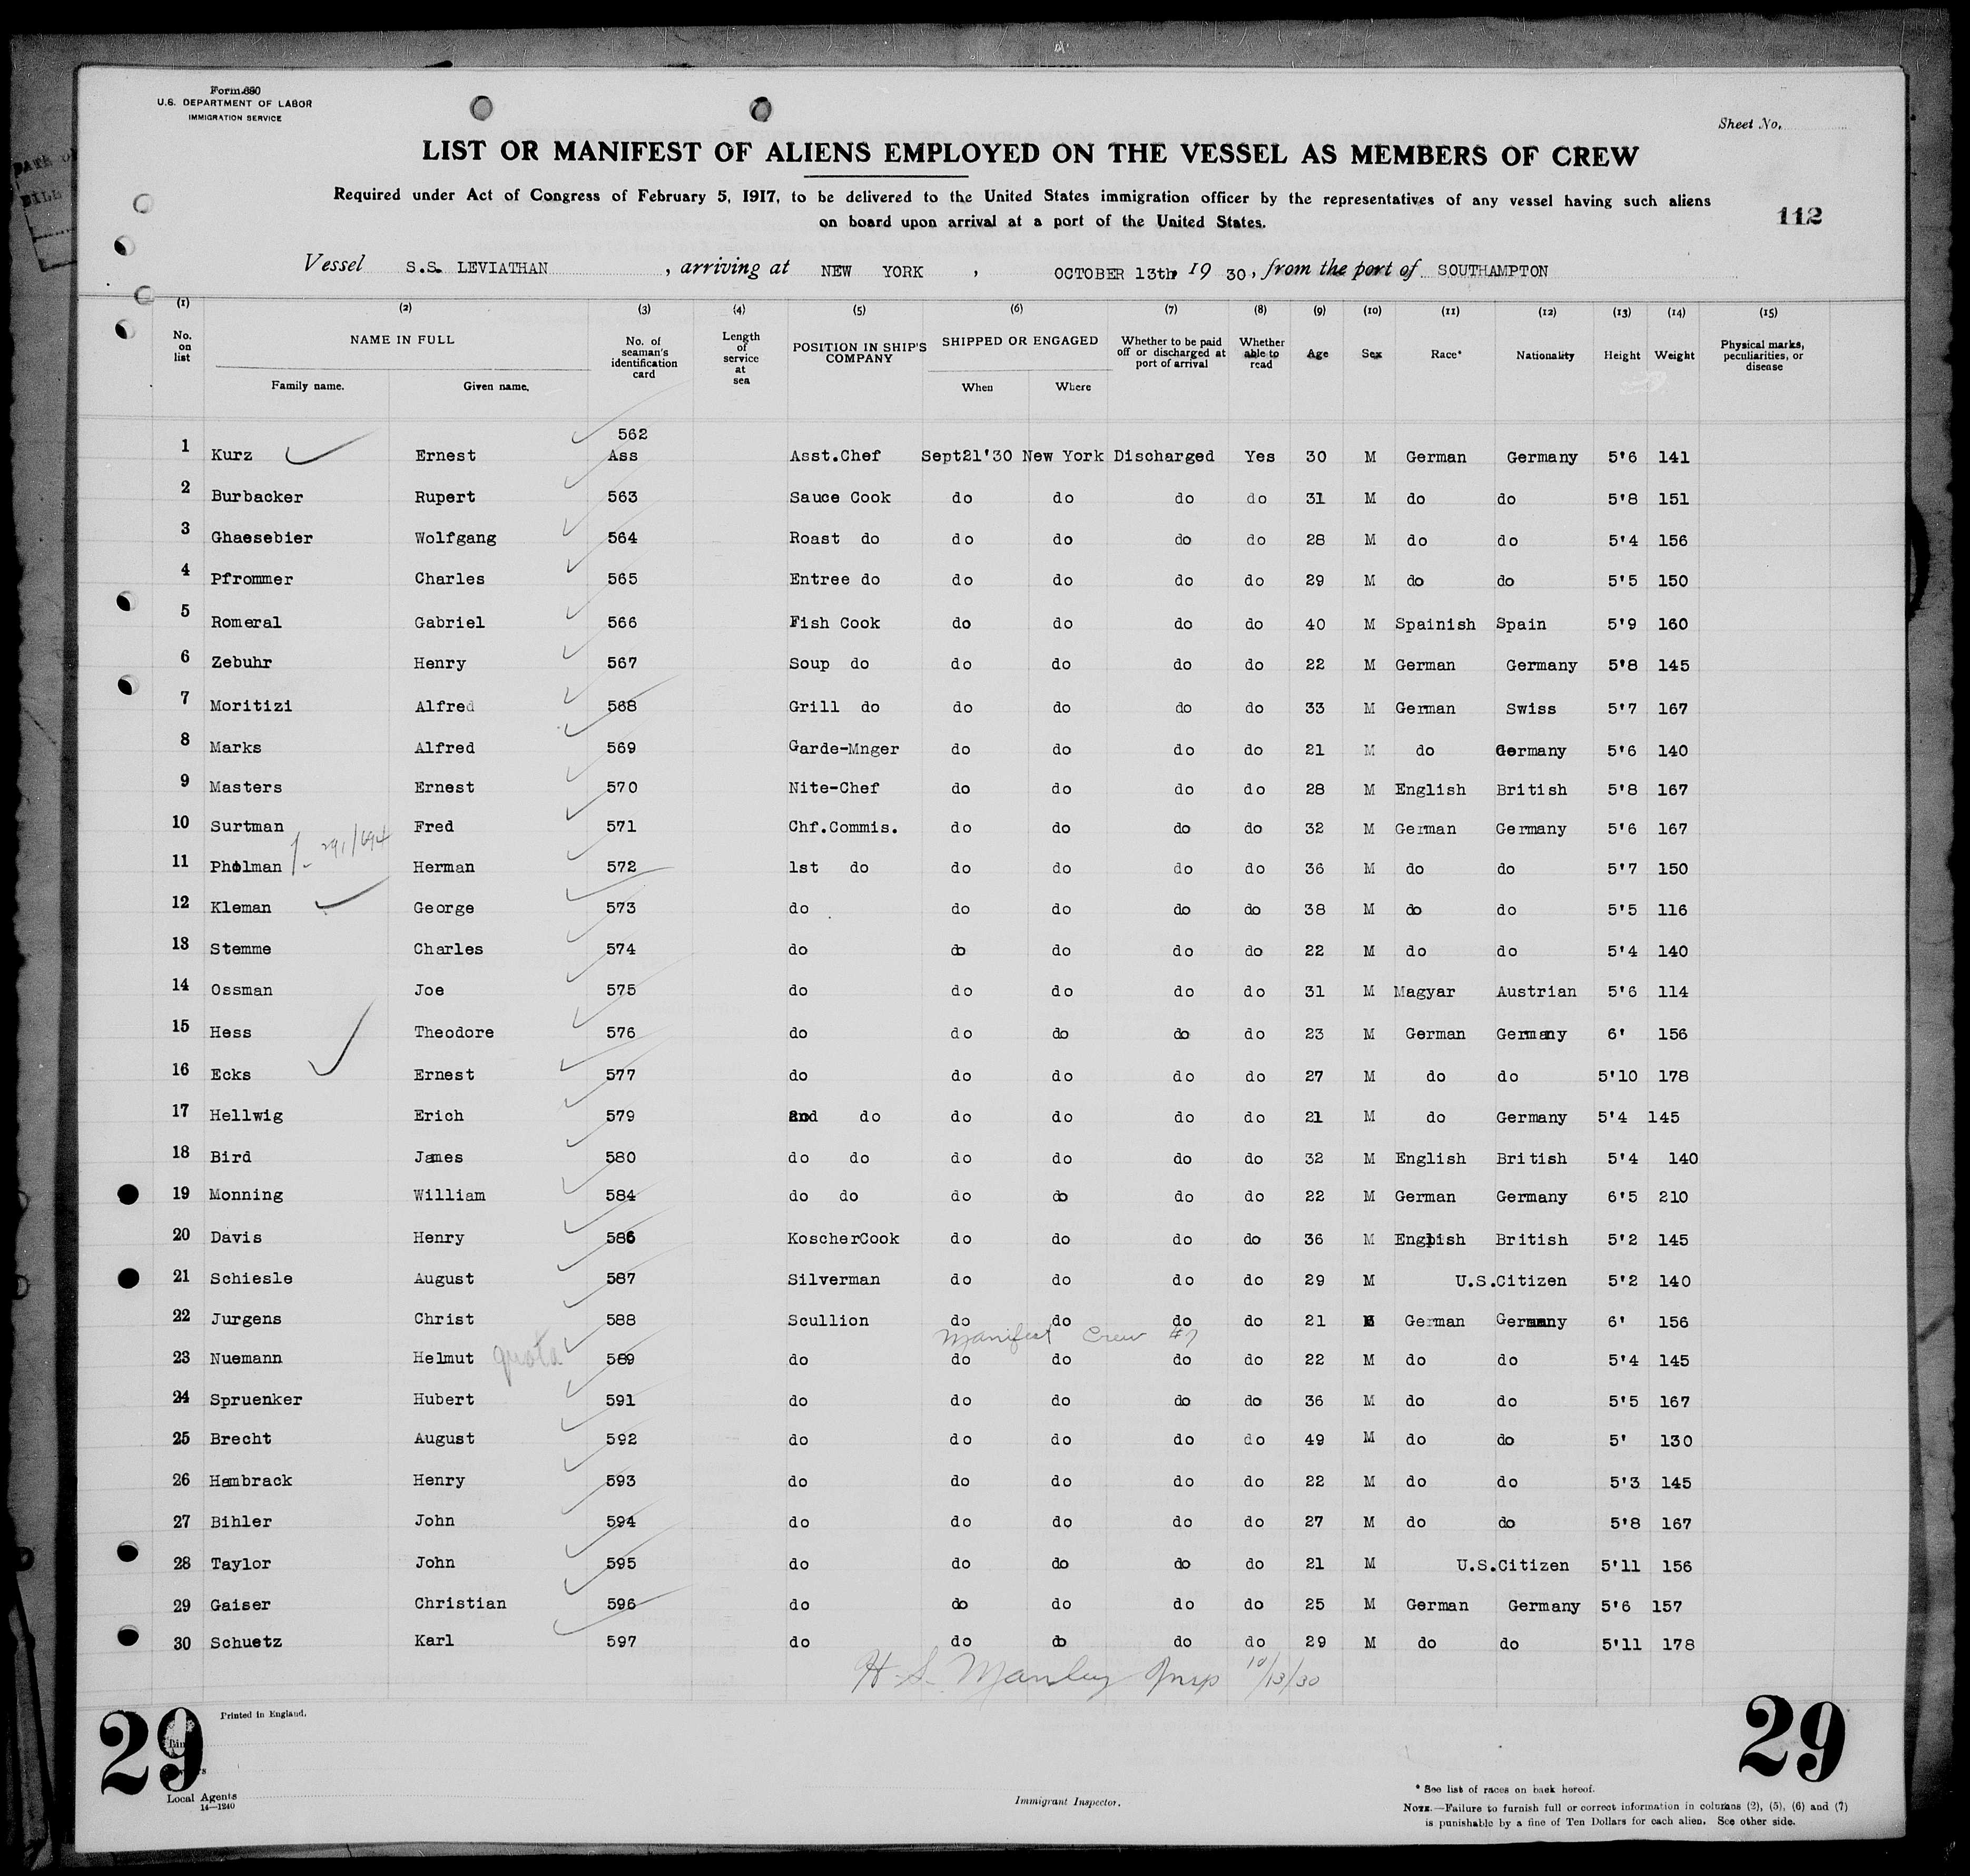 Form 680
U.S. DEPARTMENT OF LABOR
IMMIGRATION SERVICE
Sheet No.
LIST OR MANIFEST OF ALIENS EMPLOYED ON THE VESSEL AS MEMBERS OF CREW
Required under Act of Congress of February 5, 1917, to be delivered to the United States immigration officer by the representatives of any vessel having such aliens
on board upon arrival at a port of the United States.
112
Vessel S.S. LEVIATHAN, arriving at NEW YORK, OCTOBER 13th, 19 30, from the port of SOUTHAMPTON
(1) (2) (3) (4) (5) (6) (7) (8) (9) (10) (11) (12) (13) (14) (15)
No. on list NAME IN FULL Family name. Given name. No. of seaman's identification card Length of service at sea POSITION IN SHIP'S COMPANY SHIPPED OR ENGAGED When Where Whether to be paid off or discharged at port of arrival Whether able to read Age Sex Race* Nationality Height Weight Physical marks, peculiarities, or disease
562
1 Kurz Ernest Ass Asst.Chef Sept21'30 New York Discharged Yes 30 M German Germany 5'6 141
2 Burbacker Rupert 563 Sauce Cook do do do do 31 M do do 5'8 151
3 Ghaesebier Wolfgang 564 Roast do do do do do 28 M do do 5'4 156
4 Pfrommer Charles 565 Entree do do do do do 29 M do do 5'5 150
5 Romeral Gabriel 566 Fish Cook do do do do 40 M Spainish Spain 5'9 160
6 Zebuhr Henry 567 Soup do do do do do 22 M German Germany 5'8 145
7 Moritizi Alfred 568 Grill do do do do do 33 M German Swiss 5'7 167
8 Marks Alfred 569 Garde-Mnger do do do do 21 M do Germany 5'6 140
9 Masters Ernest 570 Nite-Chef do do do do 28 M English British 5'8 167
10 Surtman Fred 571 Chf.Commis. do do do do 32 M German Germany 5'6 167
291/694
11 Pholman Herman 572 1st do do do do do 36 M do do 5'7 150
12 Kleman George 573 do do do do do 38 M do do 5'5 116
13 Stemme Charles 574 do do do do do 22 M do do 5'4 140
14 Ossman Joe 575 do do do do do 31 M Magyar Austrian 5'6 114
15 Hess Theodore 576 do do do do do 23 M German Germany 6' 156
16 Ecks Ernest 577 do do do do do 27 M do do 5'10 178
17 Hellwig Erich 579 2nd do do do do do 21 M do Germany 5'4 145
18 Bird James 580 do do do do do do 32 M English British 5'4 140
19 Monning William 584 do do do do do do 22 M German Germany 6'5 210
20 Davis Henry 586 KoscherCook do do do do 36 M English British 5'2 145
21 Schiesle August 587 Silverman do do do do 29 M U.S.Citizen 5'2 140
22 Jurgens Christ 588 Scullion do do do do 21 M German Germany 6' 156
Manifest Crew #7
23 Nuemann Helmut quota 589 do do do do do 22 M do do 5'4 145
24 Spruenker Hubert 591 do do do do do 36 M do do 5'5 167
25 Brecht August 592 do do do do do 49 M do do 5' 130
26 Hambrack Henry 593 do do do do do 22 M do do 5'3 145
27 Bihler John 594 do do do do do 27 M do do 5'8 167
28 Taylor John 595 do do do do do 21 M U.S.Citizen 5'11 156
29 Gaiser Christian 596 do do do do do 25 M German Germany 5'6 157
30 Schuetz Karl 597 do do do do do 29 M do do 5'11 178
H. S. Manley Insp 10/13/30
29
Printed in England.
29
Local Agents
14—1240
Immigrant Inspector.
* See list of races on back hereof.
NOTE.—Failure to furnish full or correct information in columns (2), (5), (6) and (7)
is punishable by a fine of Ten Dollars for each alien. See other side.